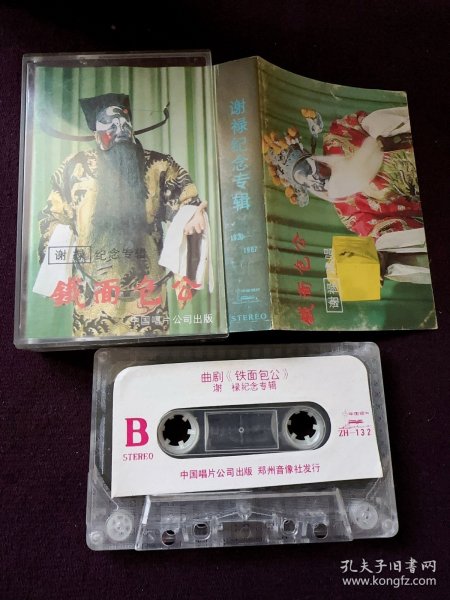 谢禄 纪念专辑
铁面包公
中国唱片公司出版
谢禄纪念专辑
1939—1987
STEREO
铁面包公
曲剧《铁面包公》
谢 禄纪念专辑
B
STEREO
ZH-132
中国唱片公司出版 郑州音像社发行
孔夫子旧书网
www.kongfz.com